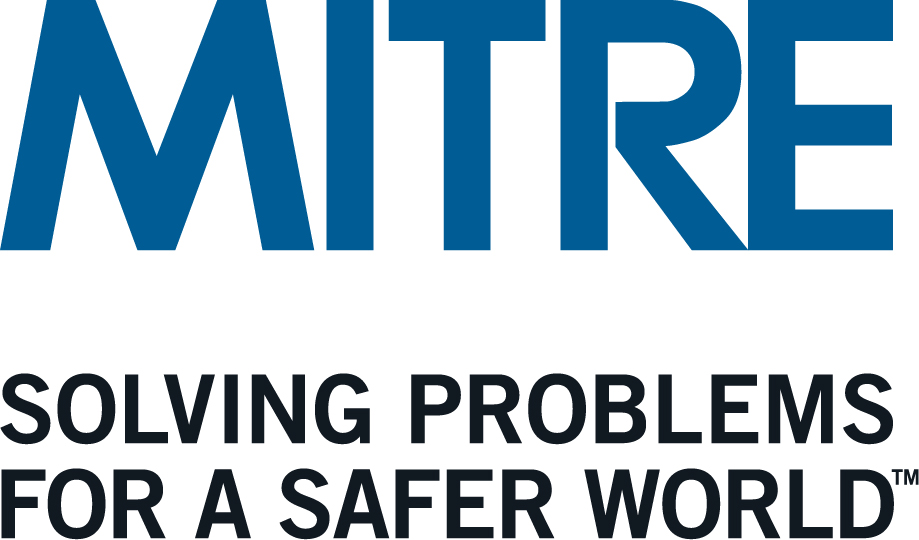 MITRE
SOLVING PROBLEMS
FOR A SAFER WORLD™